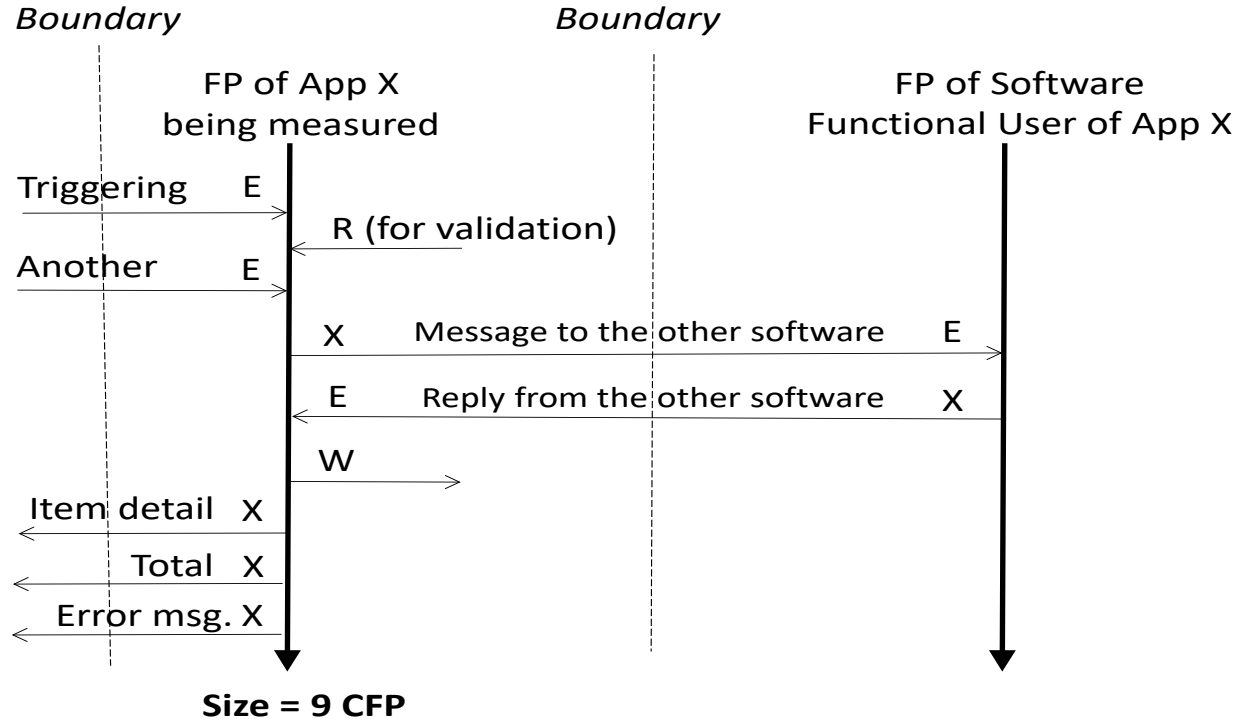 Boundary
Boundary
FP of App X
being measured
FP of Software
Functional User of App X
Triggering E
R (for validation)
Another E
X Message to the other software E
E Reply from the other software X
W
Item detail X
Total X
Error msg. X
Size = 9 CFP